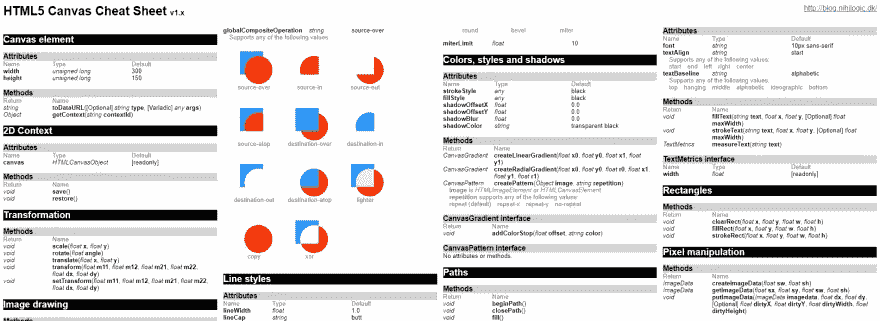 HTML5 Canvas Cheat Sheet v1.x
http://blog.nihilogic.dk/
Canvas element
Attributes
Name Type Default
width unsigned long 300
height unsigned long 150
Methods
Return Name
string toDataURL([Optional] string type, [Variadic] any args)
Object getContext(string contextId)
2D Context
Attributes
Name Type Default
canvas HTMLCanvasObject [readonly]
Methods
Return Name
void save()
void restore()
Transformation
Methods
Return Name
void scale(float x, float y)
void rotate(float angle)
void translate(float x, float y)
void transform(float m11, float m12, float m21, float m22,
float dx, float dy)
void setTransform(float m11, float m12, float m21, float m22,
float dx, float dy)
Image drawing
globalCompositeOperation string source-over
Supports any of the following values
source-over source-in source-out
source-atop destination-over destination-in
destination-out destination-atop lighter
copy xor
Line styles
Attributes
Name Type Default
lineWidth float 1.0
lineCap string butt
round bevel miter
miterLimit float 10
Colors, styles and shadows
Attributes
Name Type Default
strokeStyle any black
fillStyle any black
shadowOffsetX float 0.0
shadowOffsetY float 0.0
shadowBlur float 0.0
shadowColor string transparent black
Methods
Return Name
CanvasGradient createLinearGradient(float x0, float y0, float x1, float
y1)
CanvasGradient createRadialGradient(float x0, float y0, float r0, float x1,
float y1, float r1)
CanvasPattern createPattern(Object image, string repetition)
Image is HTMLImageElement or HTMLCanvasElement
repetition supports any of the following values
repeat (default) repeat-x repeat-y no-repeat
CanvasGradient interface
Return Name
void addColorStop(float offset, string color)
CanvasPattern interface
No attributes or methods.
Paths
Methods
Return Name
void beginPath()
void closePath()
void fill()
Attributes
Name Type Default
font string 10px sans-serif
textAlign string start
Supports any of the following values:
start end left right center
textBaseline string alphabetic
Supports any of the following values:
top hanging middle alphabetic ideographic bottom
Methods
Return Name
void fillText(string text, float x, float y, [Optional] float
maxWidth)
void strokeText(string text, float x, float y, [Optional] float
maxWidth)
TextMetrics measureText(string text)
TextMetrics interface
width float [readonly]
Rectangles
Methods
Return Name
void clearRect(float x, float y, float w, float h)
void fillRect(float x, float y, float w, float h)
void strokeRect(float x, float y, float w, float h)
Pixel manipulation
Methods
Return Name
ImageData createImageData(float sw, float sh)
ImageData getImageData(float sx, float sy, float sw, float sh)
void putImageData(ImageData imagedata, float dx, float dy,
[Optional] float dirtyX, float dirtyY, float dirtyWidth, float
dirtyHeight)